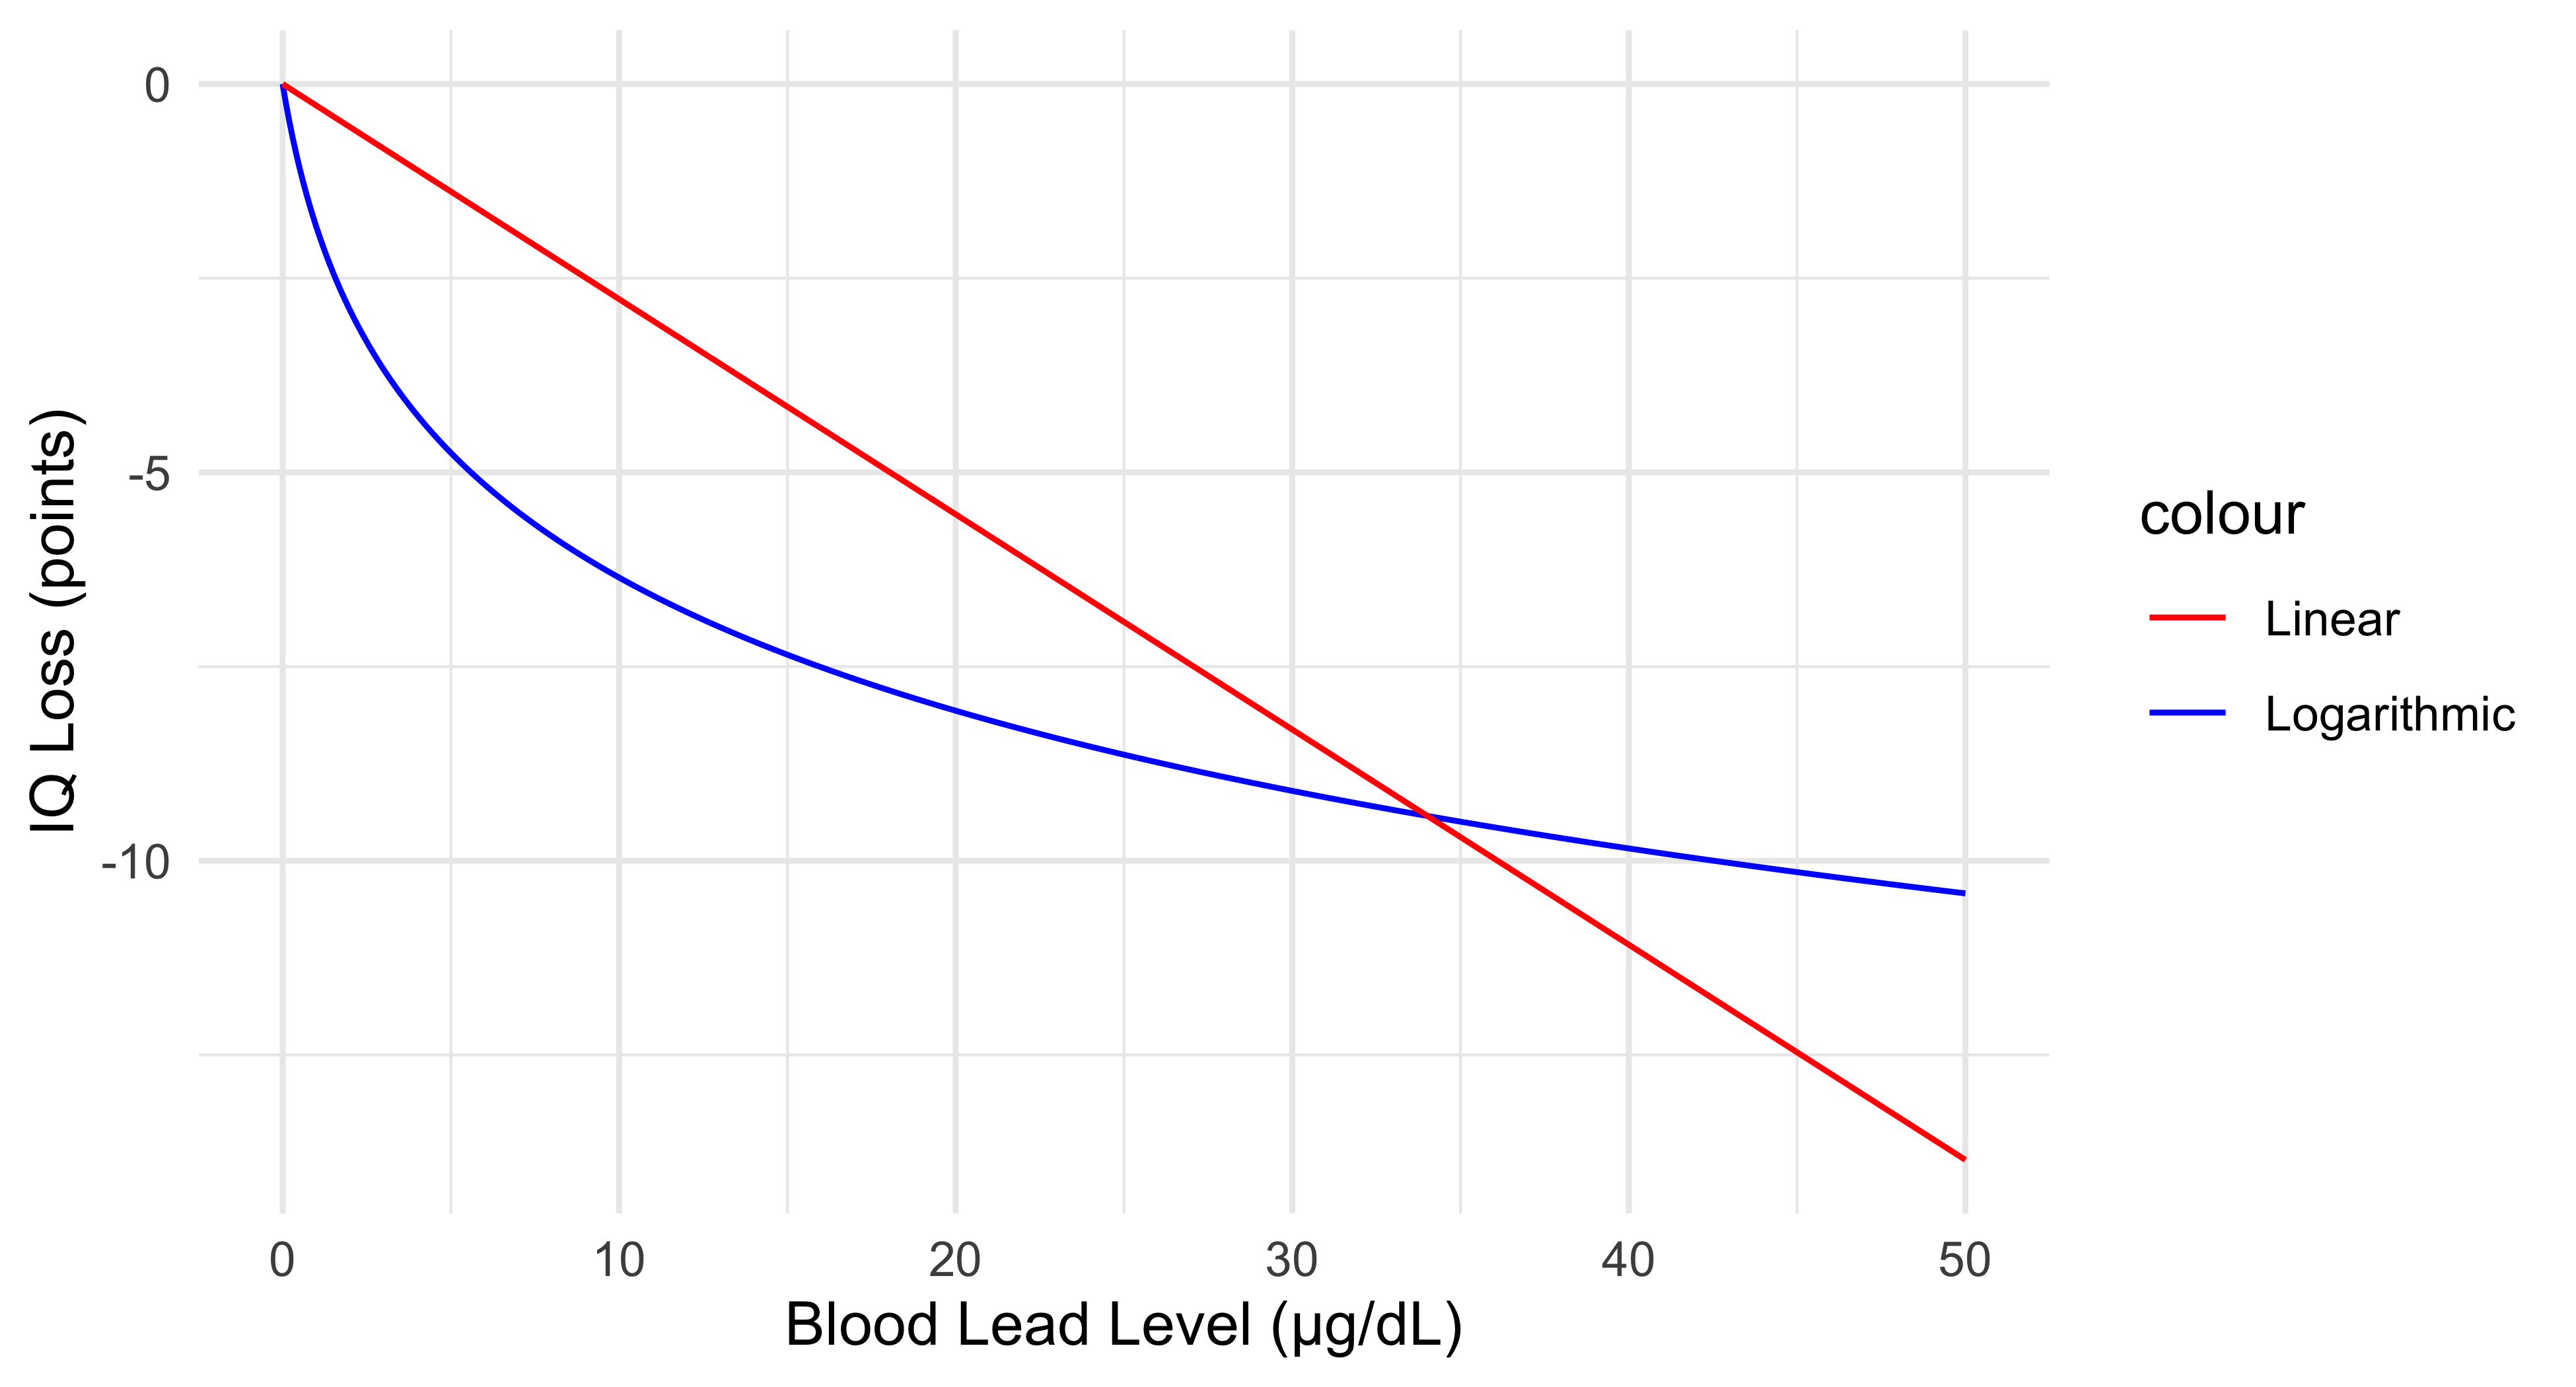 0
-5
-10
IQ Loss (points)
0 10 20 30 40 50
Blood Lead Level (µg/dL)
colour
Linear
Logarithmic